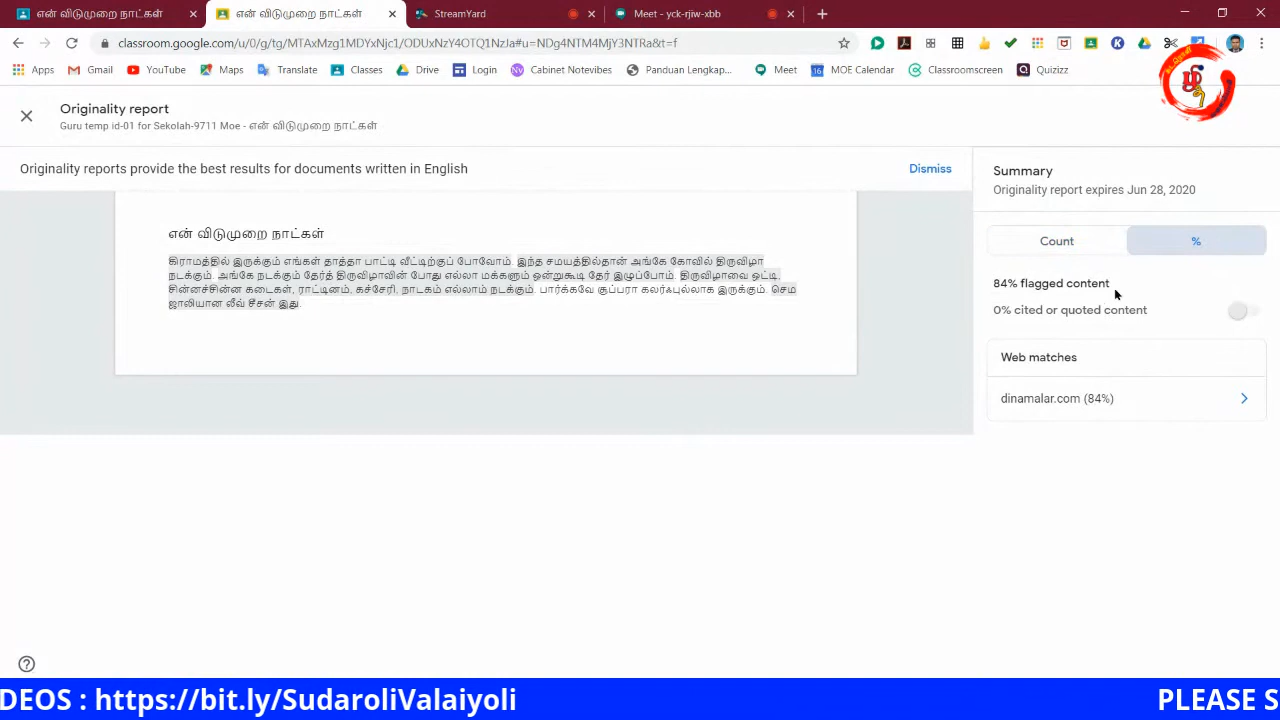 என் விடுமுறை நாட்கள்
என் விடுமுறை நாட்கள்
StreamYard
Meet - yck-rjiw-xbb
classroom.google.com/u/0/g/tg/
Apps
Gmail
YouTube
Maps
Translate
Classes
Drive
Login
Cabinet Notevibes
Panduan Lengkap...
Meet
MOE Calendar
Classroomscreen
Quizizz
Originality report
Guru temp id-01 for Sekolah-9711 Moe - என் விடுமுறை நாட்கள்
Originality reports provide the best results for documents written in English
Dismiss
என் விடுமுறை நாட்கள்
கிராமத்தில் இருக்கும் எங்கள் தாத்தா பாட்டி வீட்டிற்குப் போவோம். இந்த சமயத்தில்தான் அங்கே கோவில் திருவிழா
நடக்கும். அங்கே நடக்கும் தேர்த் திருவிழாவின் போது எல்லா மக்களும் ஒன்றுகூடி தேர் இழுப்போம். திருவிழாவை ஒட்டி,
சின்னச்சின்ன கடைகள், ராட்டினம், கச்சேரி, நாடகம் எல்லாம் நடக்கும். பார்க்கவே சூப்பரா கலர்ஃபுல்லாக இருக்கும். செம
ஜாலியான லீவ் சீசன் இது.
Summary
Originality report expires Jun 28, 2020
Count
%
84% flagged content
0% cited or quoted content
Web matches
dinamalar.com (84%)
DEOS : https://bit.ly/SudaroliValaiyoli
PLEASE S